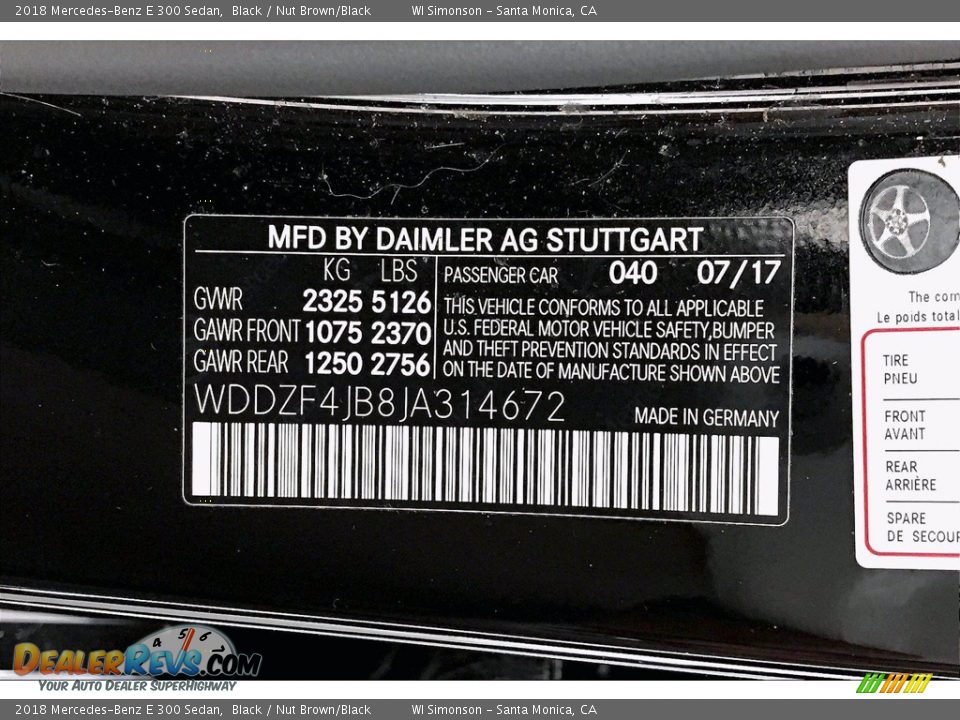 2018 Mercedes-Benz E 300 Sedan,  Black / Nut Brown/Black        WI Simonson - Santa Monica, CA
MFD BY DAIMLER AG STUTTGART
KG LBS
GVWR 2325 5126
GAWR FRONT 1075 2370
GAWR REAR 1250 2756
PASSENGER CAR 040 07/17
THIS VEHICLE CONFORMS TO ALL APPLICABLE
U.S. FEDERAL MOTOR VEHICLE SAFETY,BUMPER
AND THEFT PREVENTION STANDARDS IN EFFECT
ON THE DATE OF MANUFACTURE SHOWN ABOVE
WDDZF4JB8JA314672
MADE IN GERMANY
The com
Le poids total
TIRE
PNEU
FRONT
AVANT
REAR
ARRIÈRE
SPARE
DE SECOUR
4 5 6
DEALERREVS.COM
YOUR AUTO DEALER SUPERHIGHWAY
2018 Mercedes-Benz E 300 Sedan,  Black / Nut Brown/Black        WI Simonson - Santa Monica, CA